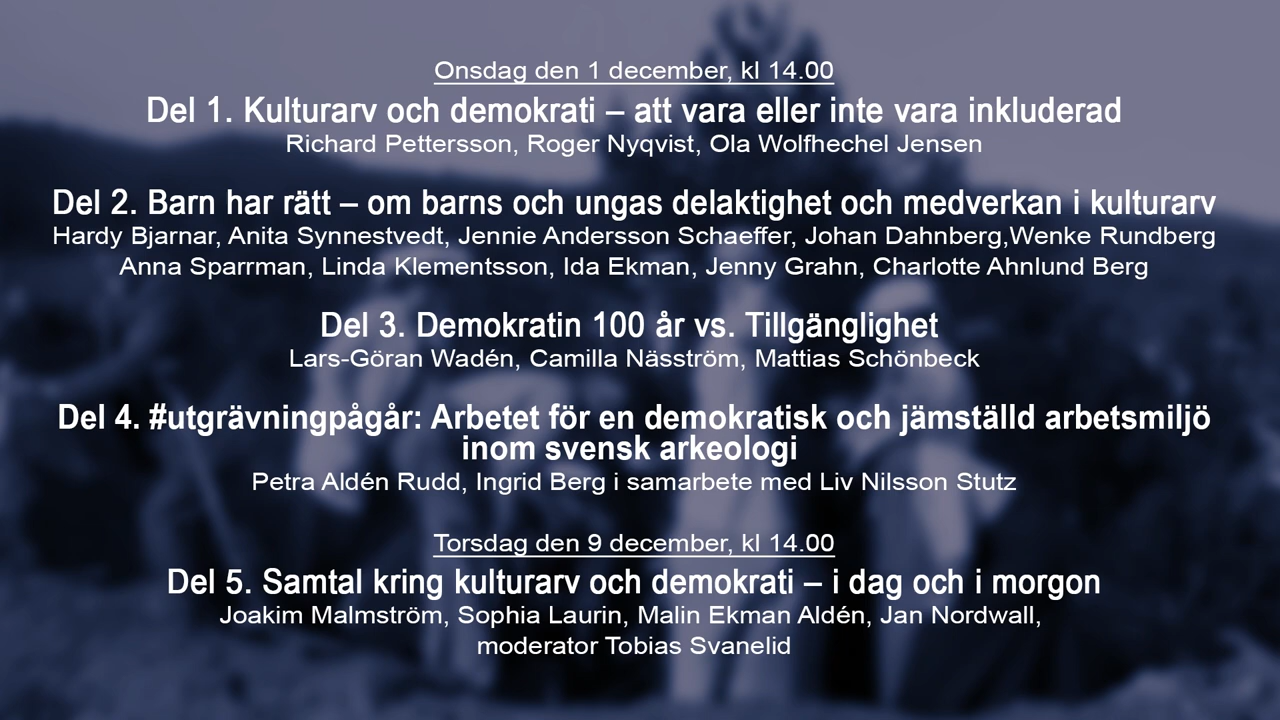 Onsdag den 1 december, kl 14.00
Del 1. Kulturarv och demokrati – att vara eller inte vara inkluderad
Richard Pettersson, Roger Nyqvist, Ola Wolfhechel Jensen
Del 2. Barn har rätt – om barns och ungas delaktighet och medverkan i kulturarv
Hardy Bjarnar, Anita Synnestvedt, Jennie Andersson Schaeffer, Johan Dahnberg,Wenke Rundberg
Anna Sparrman, Linda Klementsson, Ida Ekman, Jenny Grahn, Charlotte Ahnlund Berg
Del 3. Demokratin 100 år vs. Tillgänglighet
Lars-Göran Wadén, Camilla Näsström, Mattias Schönbeck
Del 4. #utgrävningpågår: Arbetet för en demokratisk och jämställd arbetsmiljö
inom svensk arkeologi
Petra Aldén Rudd, Ingrid Berg i samarbete med Liv Nilsson Stutz
Torsdag den 9 december, kl 14.00
Del 5. Samtal kring kulturarv och demokrati – i dag och i morgon
Joakim Malmström, Sophia Laurin, Malin Ekman Aldén, Jan Nordwall,
moderator Tobias Svanelid